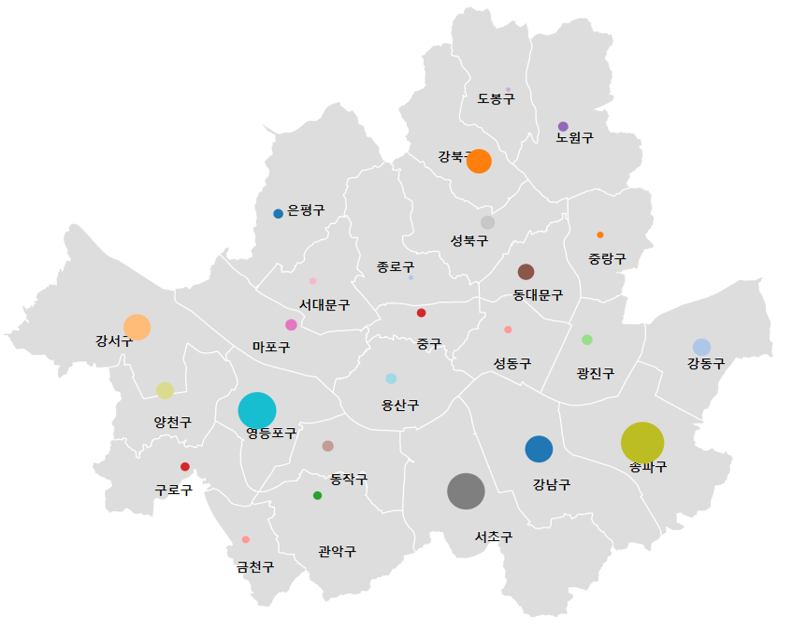 도봉구
노원구
강북구
은평구
성북구
중랑구
종로구
동대문구
서대문구
강서구
마포구
중구
성동구
광진구
강동구
용산구
양천구
영등포구
송파구
동작구
강남구
구로구
서초구
관악구
금천구